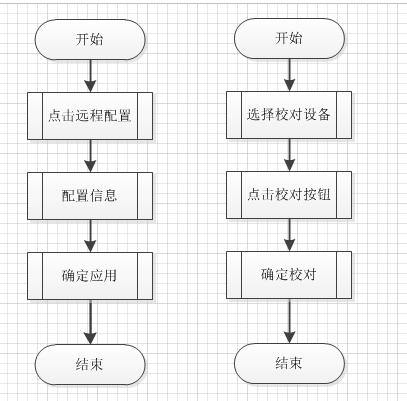 开始
点击远程配置
配置信息
确定应用
结束
开始
选择校对设备
点击校对按钮
确定校对
结束